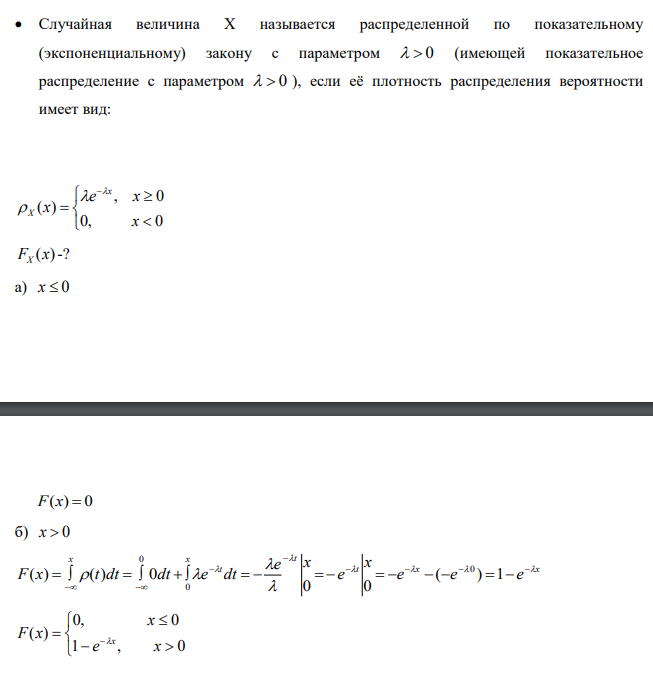 • Случайная величина X называется распределенной по показательному
(экспоненциальному) закону с параметром λ > 0 (имеющей показательное
распределение с параметром λ > 0 ), если её плотность распределения вероятности
имеет вид:
ρ_X(x) = { λe^{−λx}, x ≥ 0
0, x < 0
F_X(x) -?
а) x ≤ 0
F(x) = 0
б) x > 0
F(x) = ∫_{−∞}^{x} ρ(t)dt = ∫_{−∞}^{0} 0dt + ∫_{0}^{x} λe^{−λt} dt = − λe^{−λt}/λ |_{0}^{x} = −e^{−λt} |_{0}^{x} = −e^{−λx} − (−e^{−λ0}) = 1 − e^{−λx}
F(x) = { 0, x ≤ 0
1 − e^{−λx}, x > 0